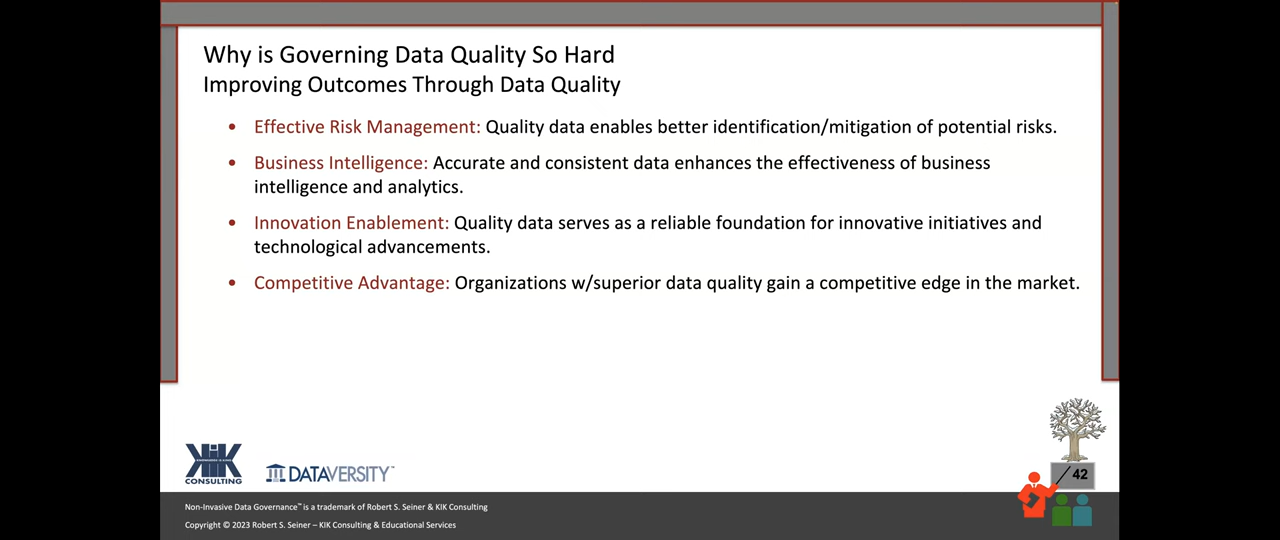 Why is Governing Data Quality So Hard
Improving Outcomes Through Data Quality
• Effective Risk Management: Quality data enables better identification/mitigation of potential risks.
• Business Intelligence: Accurate and consistent data enhances the effectiveness of business
intelligence and analytics.
• Innovation Enablement: Quality data serves as a reliable foundation for innovative initiatives and
technological advancements.
• Competitive Advantage: Organizations w/superior data quality gain a competitive edge in the market.
KIK
CONSULTING
DATAVERSITY™
42
Non-Invasive Data Governance™ is a trademark of Robert S. Seiner & KIK Consulting
Copyright © 2023 Robert S. Seiner – KIK Consulting & Educational Services